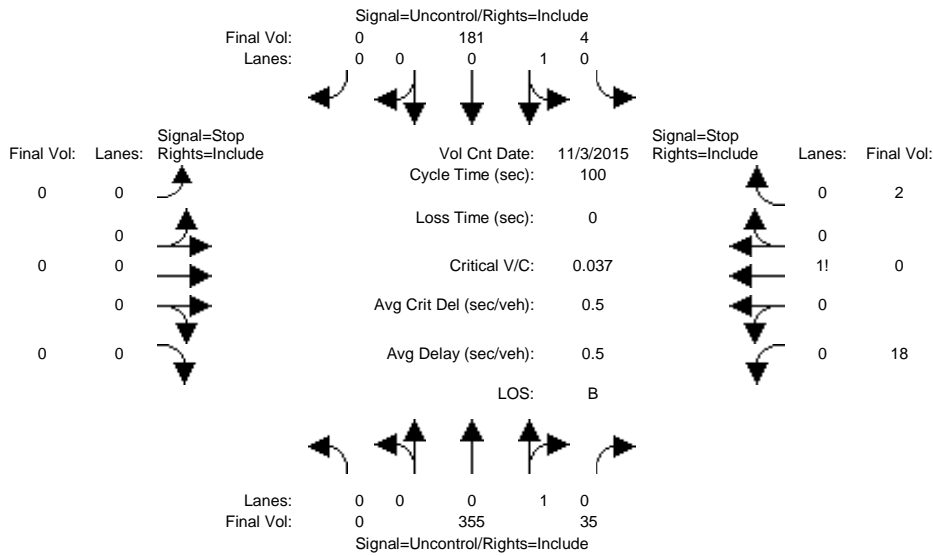 Signal=Uncontrol/Rights=Include
Final Vol: 0 181 4
Lanes: 0 0 0 1 0
Signal=Stop Signal=Stop
Final Vol: Lanes: Rights=Include Vol Cnt Date: 11/3/2015 Rights=Include Lanes: Final Vol:
Cycle Time (sec): 100
0 0 0 2
Loss Time (sec): 0
0 0
0 0 Critical V/C: 0.037 1! 0
0 Avg Crit Del (sec/veh): 0.5 0
0 0 Avg Delay (sec/veh): 0.5 0 18
LOS: B
Lanes: 0 0 0 1 0
Final Vol: 0 355 35
Signal=Uncontrol/Rights=Include